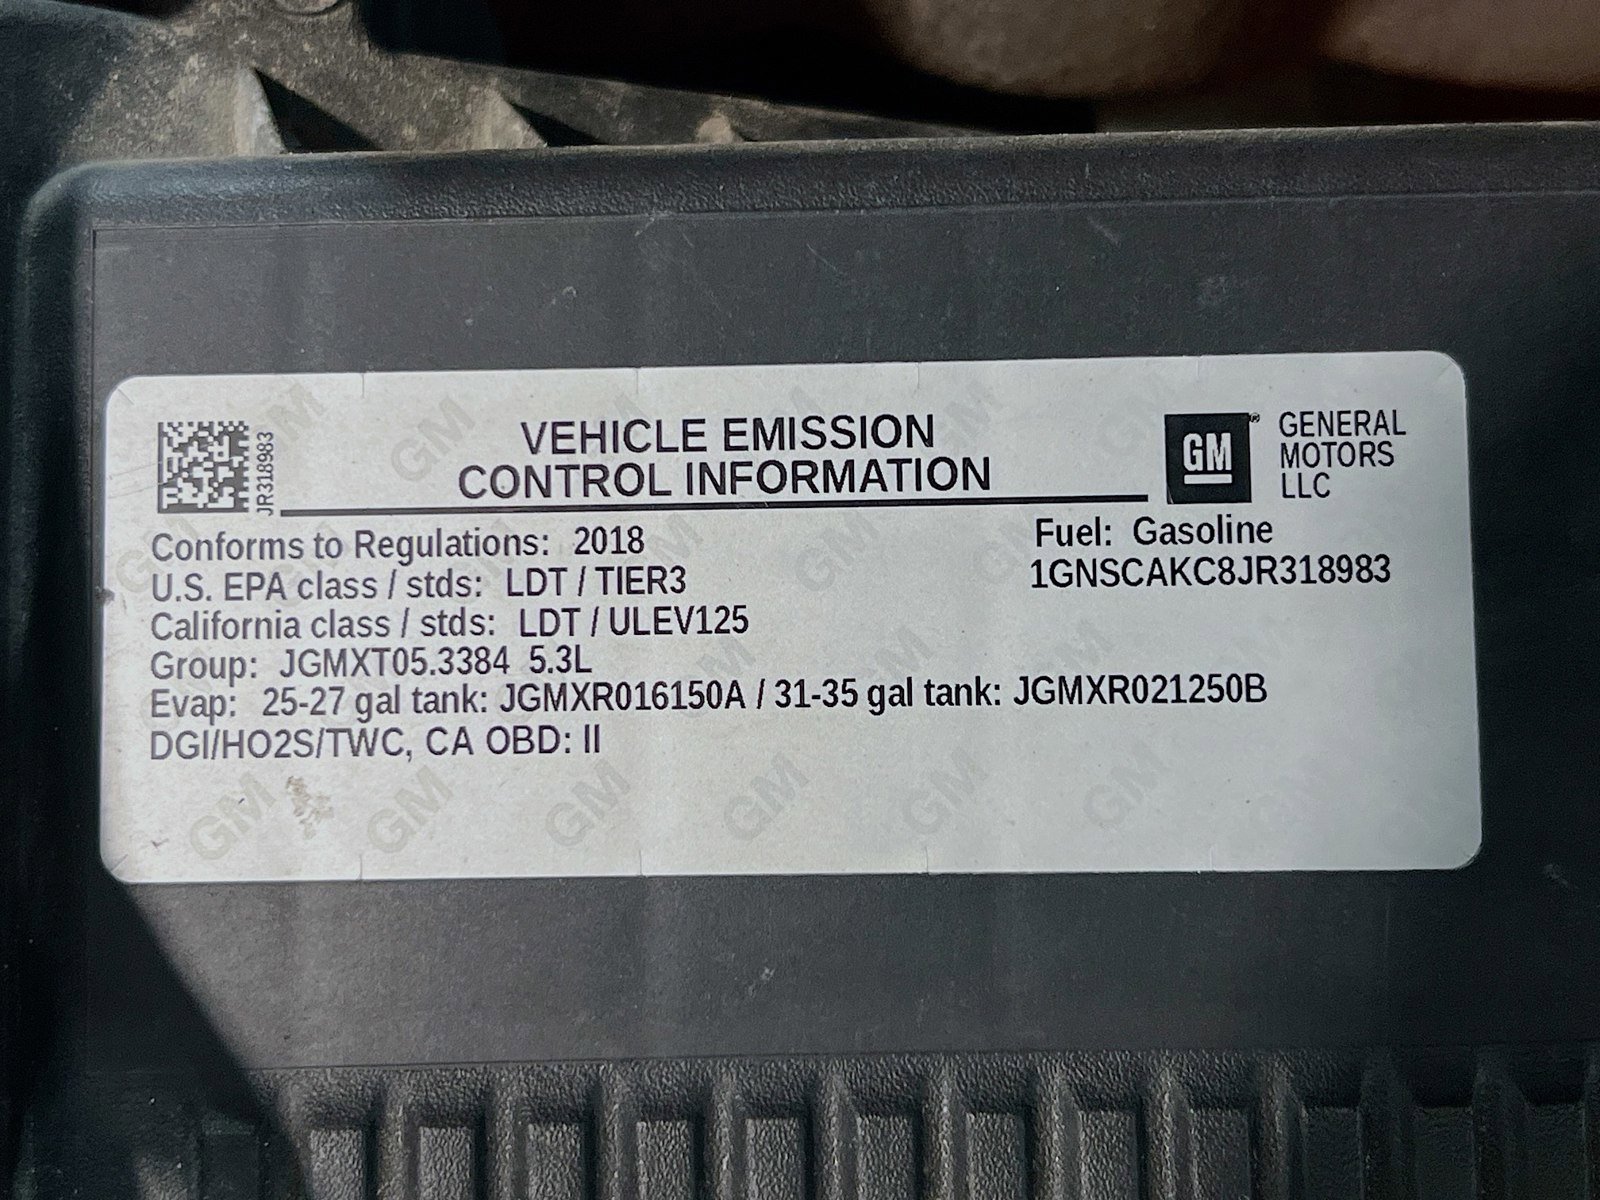 JR318983
VEHICLE EMISSION
CONTROL INFORMATION
GM
GENERAL
MOTORS
LLC
Conforms to Regulations: 2018
Fuel: Gasoline
U.S. EPA class / stds: LDT / TIER3
1GNSCAKC8JR318983
California class / stds: LDT / ULEV125
Group: JGMXT05.3384 5.3L
Evap: 25-27 gal tank: JGMXR016150A / 31-35 gal tank: JGMXR021250B
DGI/HO2S/TWC, CA OBD: II